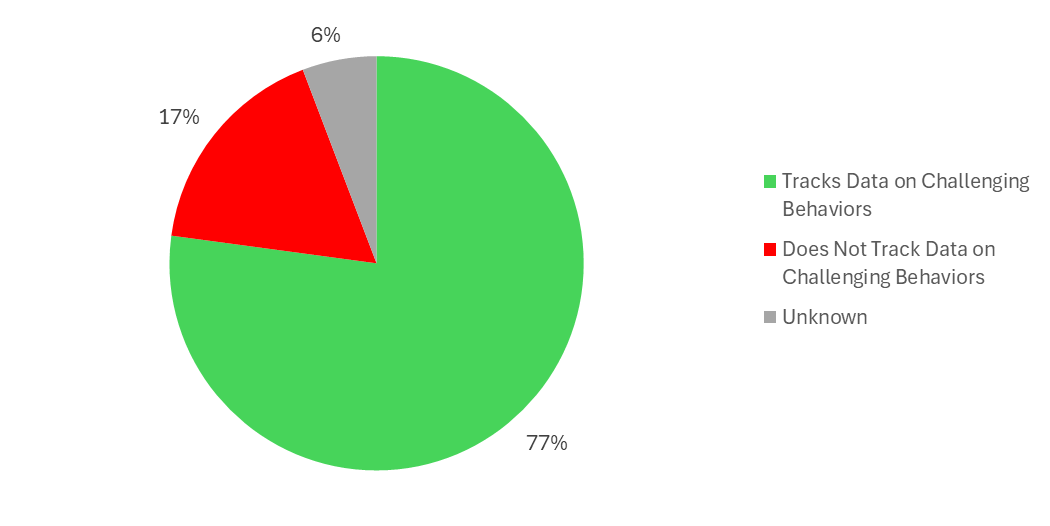 6%
17%
77%
Tracks Data on Challenging
Behaviors
Does Not Track Data on
Challenging Behaviors
Unknown